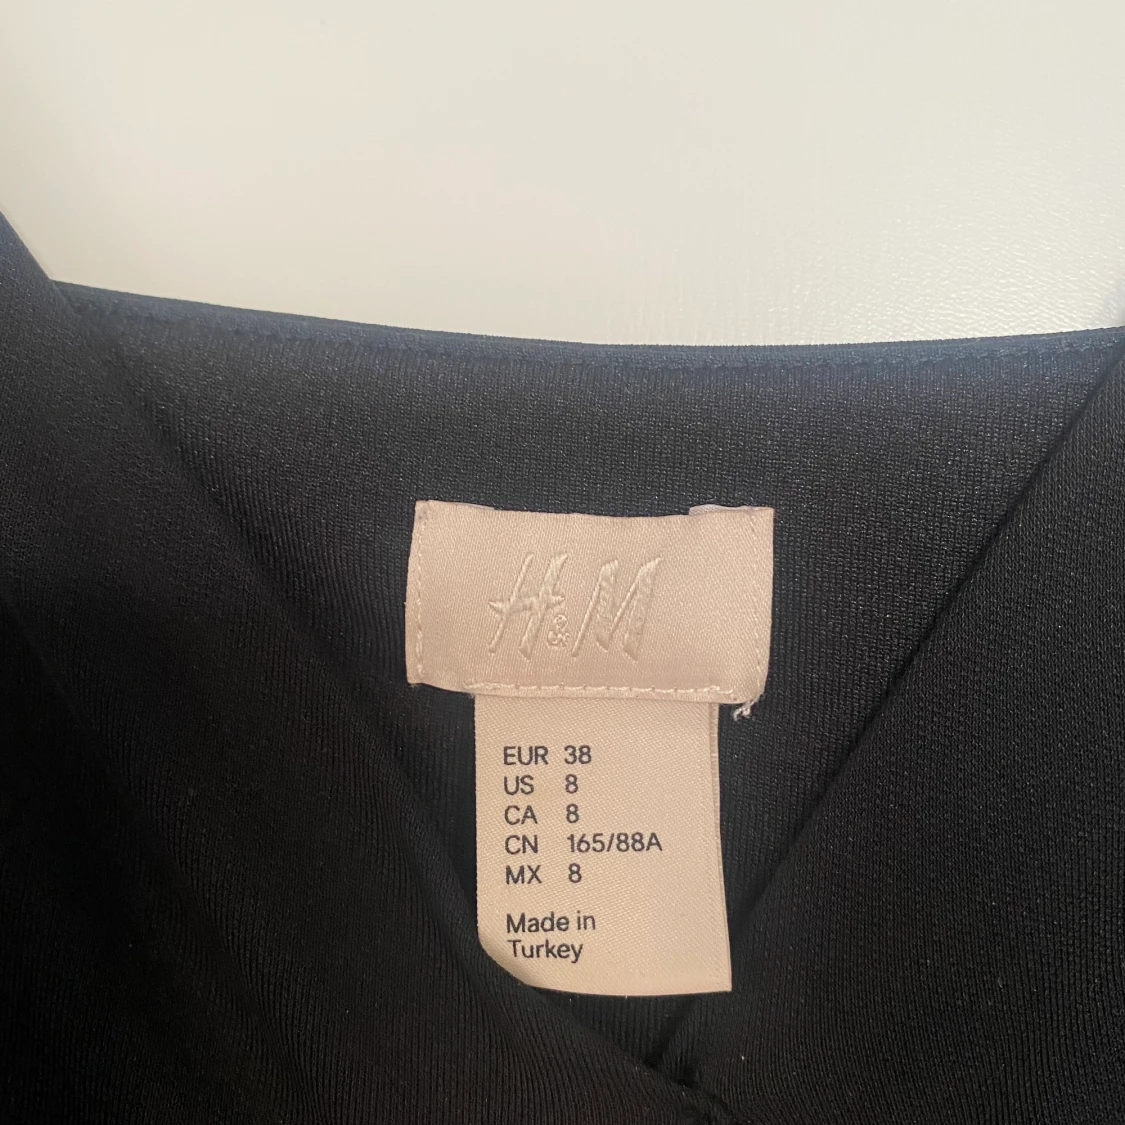 H&M
EUR 38
US 8
CA 8
CN 165/88A
MX 8
Made in
Turkey